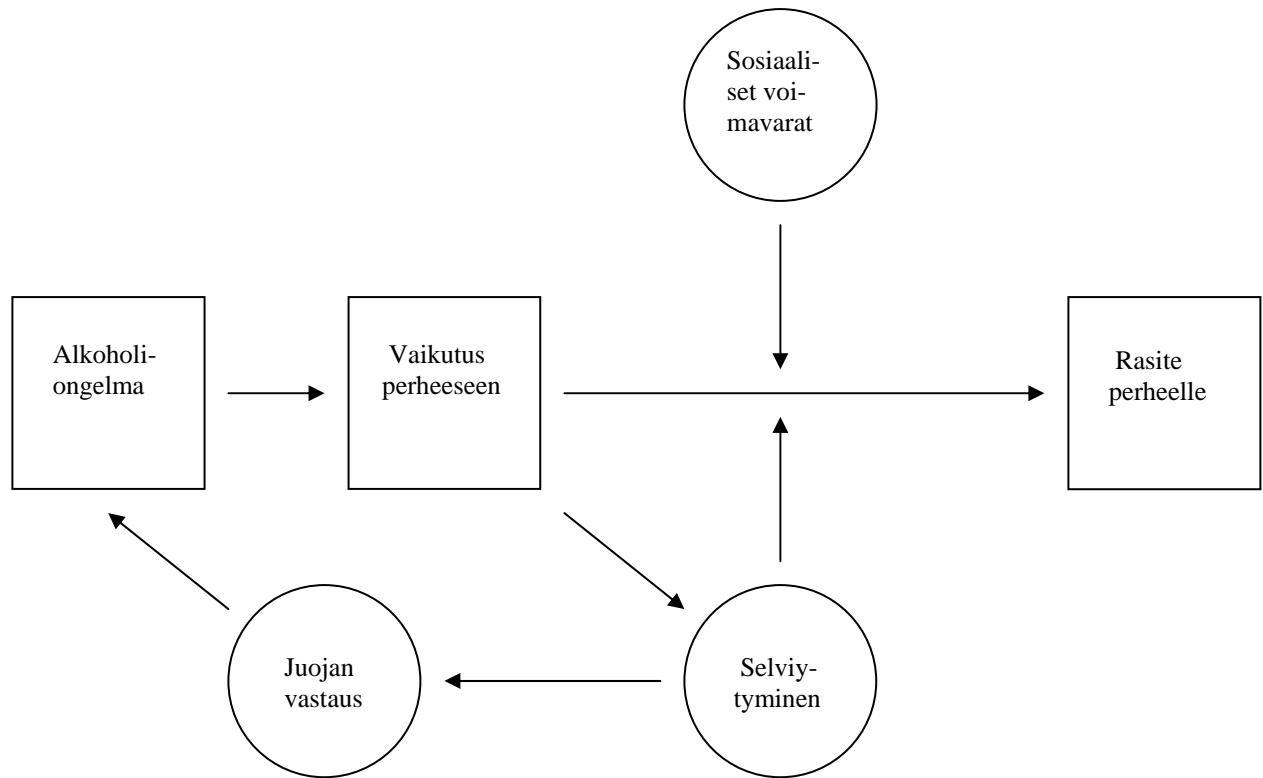 Sosiaali-
set voi-
mavarat
Alkoholi-
ongelma
Vaikutus
perheeseen
Rasite
perheelle
Juojan
vastaus
Selviy-
tyminen